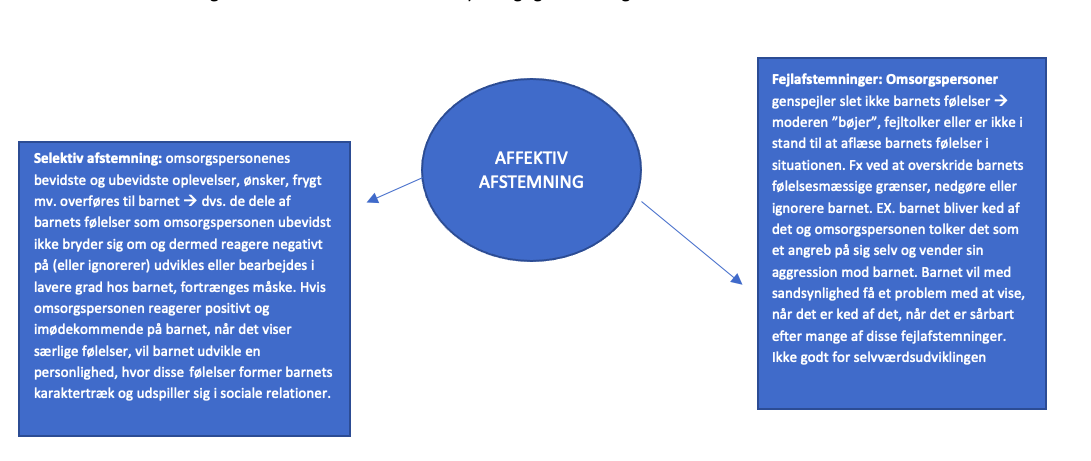 AFFEKTIV
AFSTEMNING
Selektiv afstemning: omsorgspersonenes
bevidste og ubevidste oplevelser, ønsker, frygt
mv. overføres til barnet → dvs. de dele af
barnets følelser som omsorgspersonen ubevidst
ikke bryder sig om og dermed reagere negativt
på (eller ignorerer) udvikles eller bearbejdes i
lavere grad hos barnet, fortrænges måske. Hvis
omsorgspersonen reagerer positivt og
imødekommende på barnet, når det viser
særlige følelser, vil barnet udvikle en
personlighed, hvor disse følelser former barnets
karaktertræk og udspiller sig i sociale relationer.
Fejlafstemninger: Omsorgspersoner
genspejler slet ikke barnets følelser →
moderen ”bøjer”, fejltolker eller er ikke i
stand til at aflæse barnets følelser i
situationen. Fx ved at overskride barnets
følelsesmæssige grænser, nedgøre eller
ignorere barnet. EX. barnet bliver ked af
det og omsorgspersonen tolker det som
et angreb på sig selv og vender sin
aggression mod barnet. Barnet vil med
sandsynlighed få et problem med at vise,
når det er ked af det, når det er sårbart
efter mange af disse fejlafstemninger.
Ikke godt for selvværdsudviklingen